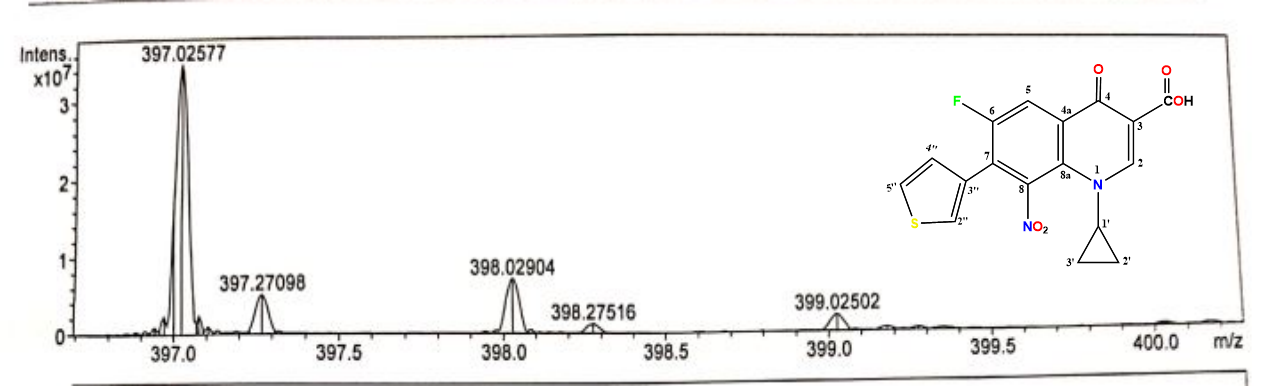 Intens.
x10⁷
397.02577
3
2
1
0
397.27098
398.02904
398.27516
399.02502
397.0
397.5
398.0
398.5
399.0
399.5
400.0
m/z
O
O
F
5
4
COH
6
4a
3
4''
7
1
2
5''
3''
8
8a
N
S
2''
NO₂
1'
3'
2'